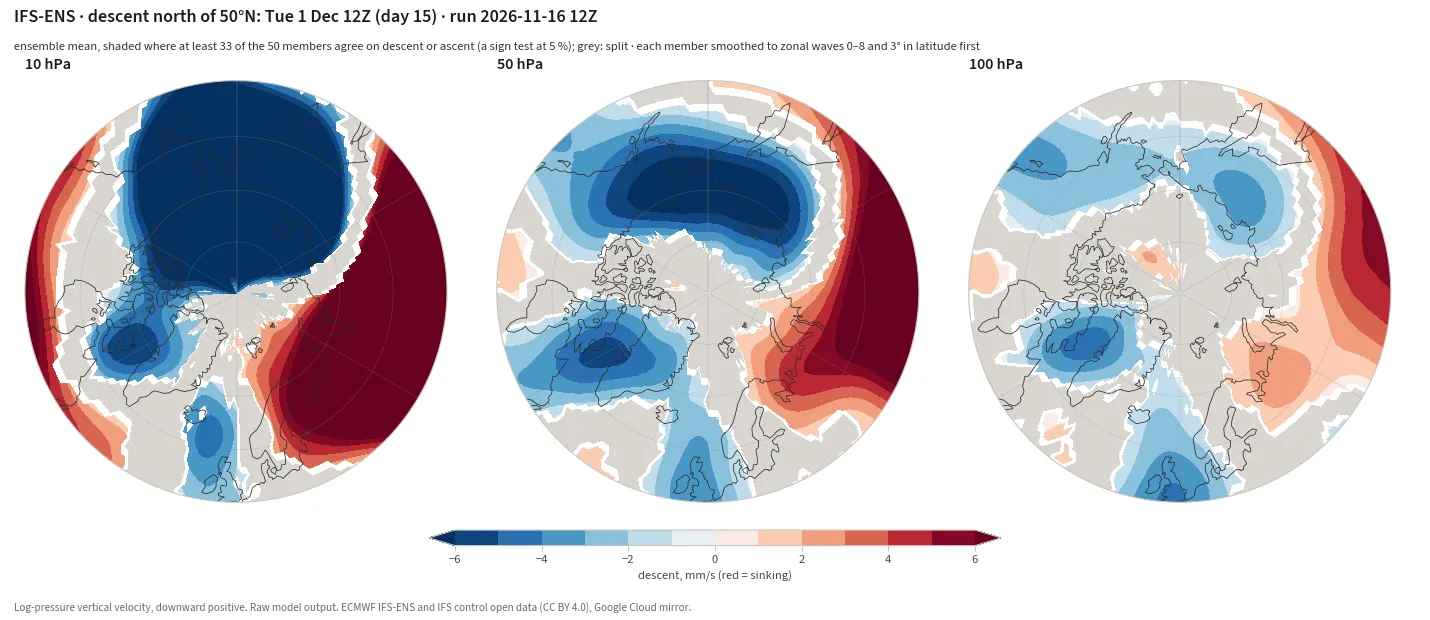 IFS-ENS · descent north of 50°N: Tue 1 Dec 12Z (day 15) · run 2026-11-16 12Z
ensemble mean, shaded where at least 33 of the 50 members agree on descent or ascent (a sign test at 5 %); grey: split · each member smoothed to zonal waves 0–8 and 3° in latitude first
10 hPa
50 hPa
100 hPa
−6 −4 −2 0 2 4 6
descent, mm/s (red = sinking)
Log-pressure vertical velocity, downward positive. Raw model output. ECMWF IFS-ENS and IFS control open data (CC BY 4.0), Google Cloud mirror.